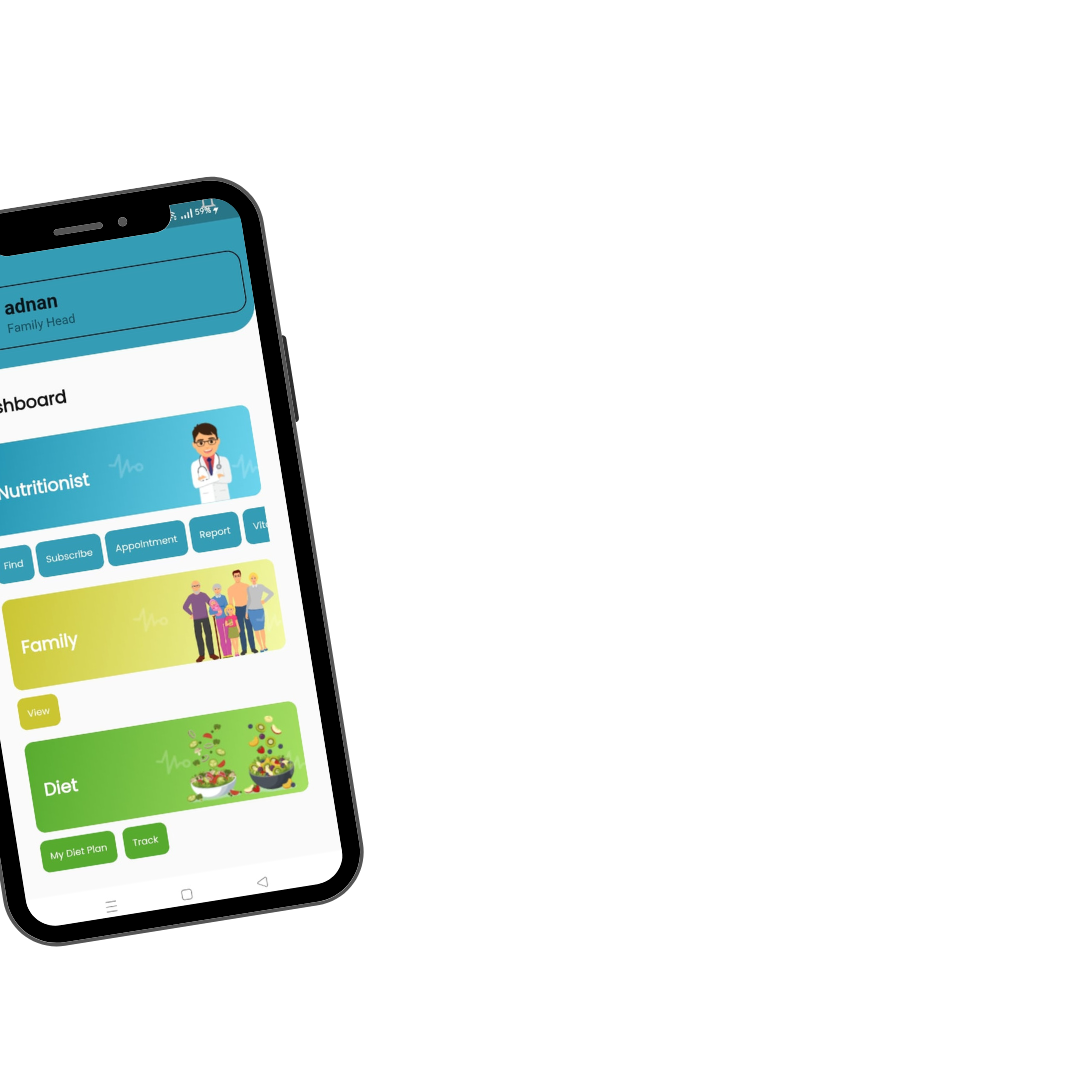 59%
adnan
Family Head
shboard
Nutritionist
Find Subscribe Appointment Report Vit
Family
View
Diet
My Diet Plan Track